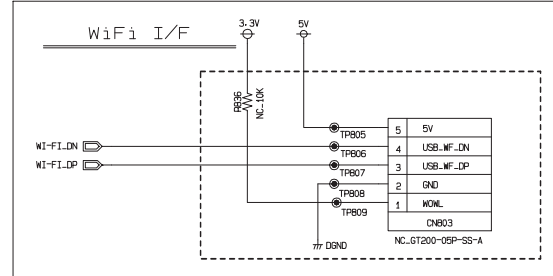 WiFi I/F
3.3V
5V
R836
NC_10K
WI-FI_DN
WI-FI_DP
TP805
TP806
TP807
TP808
TP809
5 5V
4 USB_WF_DN
3 USB_WF_DP
2 GND
1 WOWL
CN803
NC_GT200-05P-SS-A
DGND